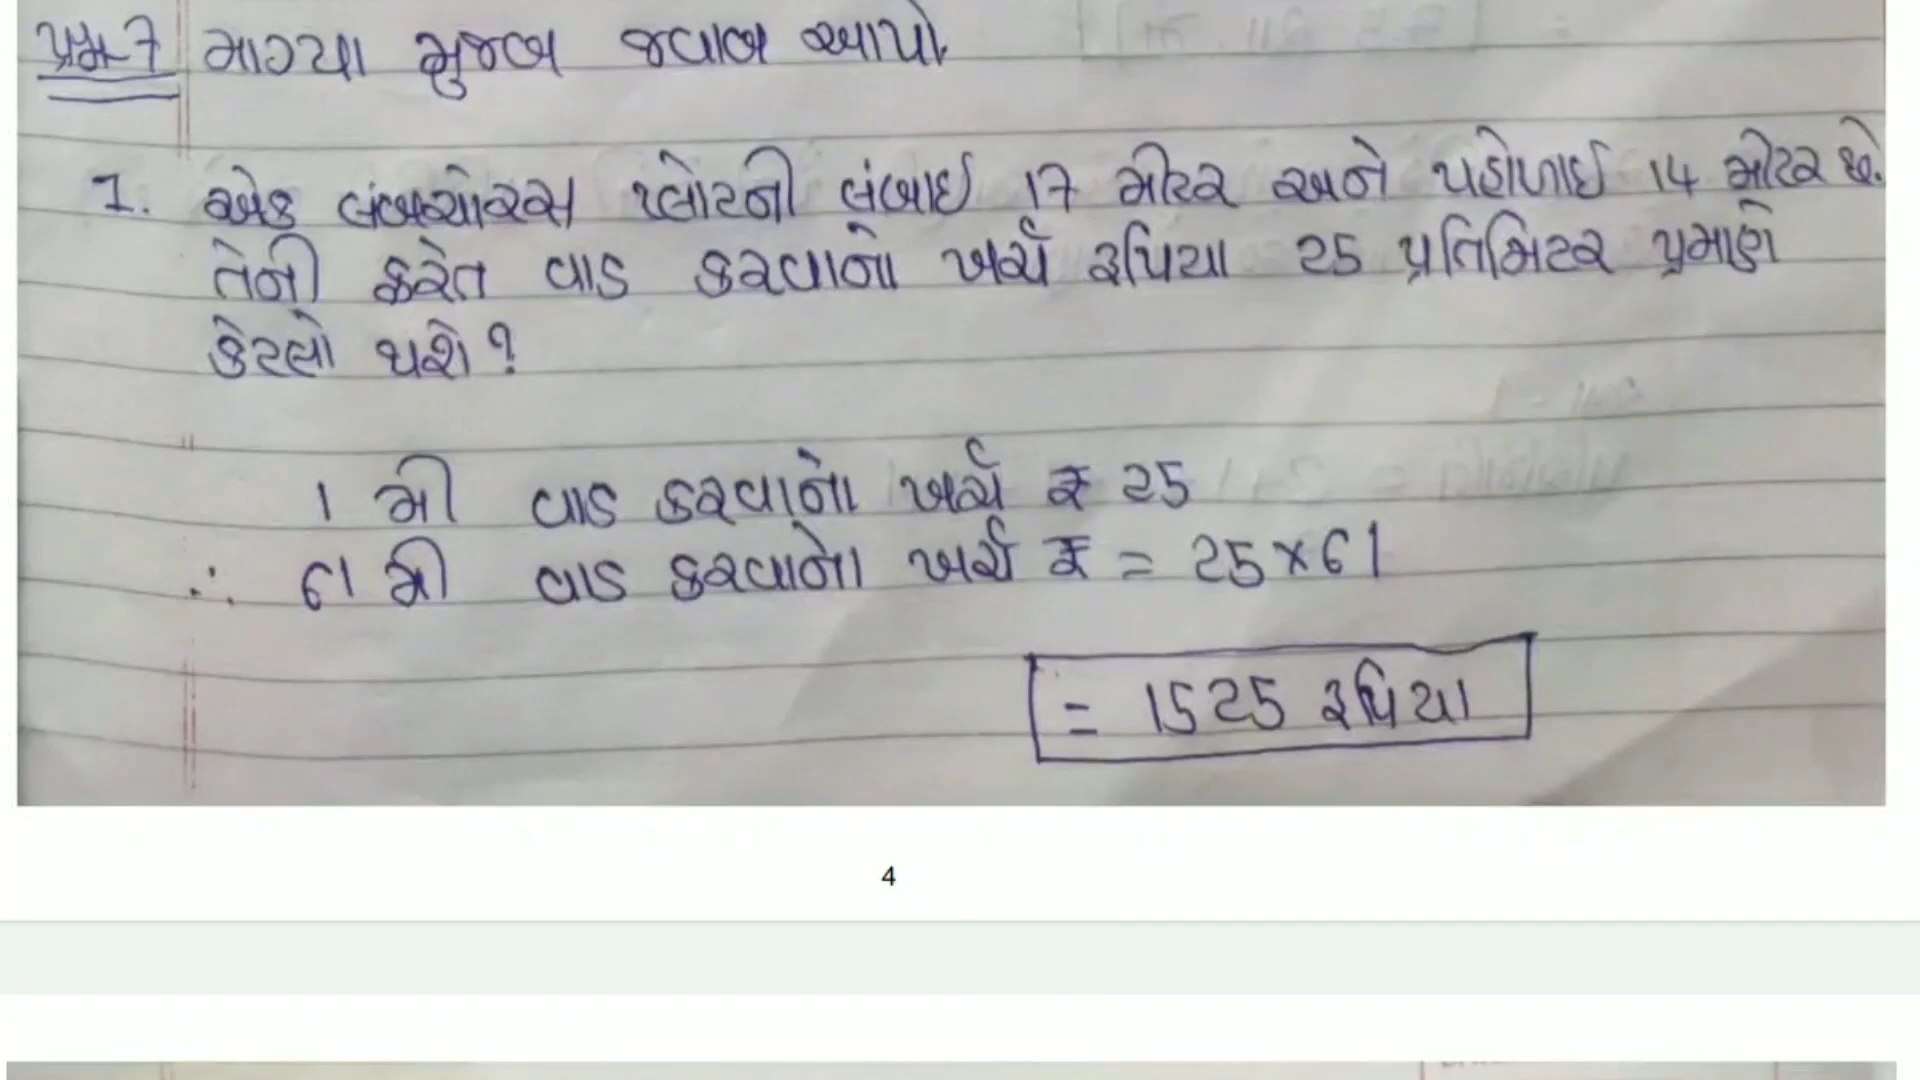 પ્રશ્ન-7 માગ્યા મુજબ જવાબ આપો.
1. એક લંબચોરસ પ્લોટની લંબાઈ 17 મીટર અને પહોળાઈ 14 મીટર છે.
તેની ફરતે વાડ કરવાનો ખર્ચ રૂપિયા 25 પ્રતિમિટર પ્રમાણે
કેટલો થશે?
1 મી વાડ કરવાનો ખર્ચ ₹ 25
∴ 61 મી વાડ કરવાનો ખર્ચ ₹ = 25×61
= 1525 રૂપિયા
4